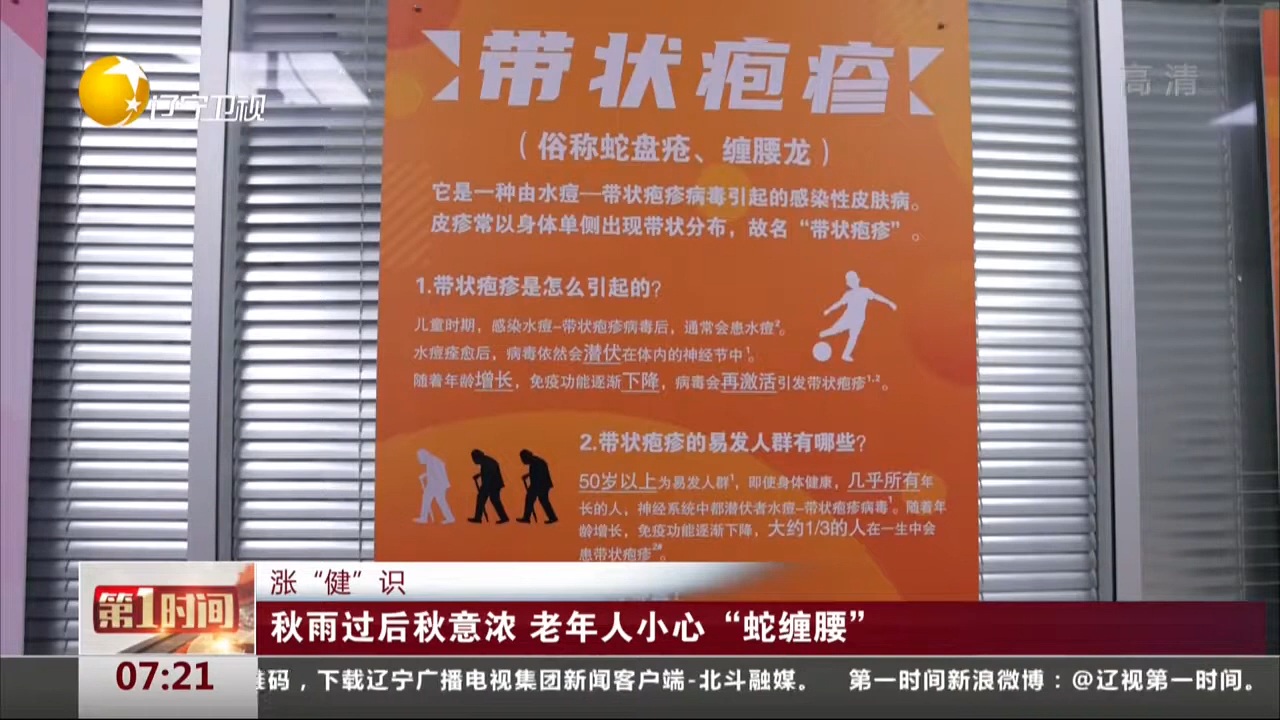 带状疱疹
辽宁卫视
高清
（俗称蛇盘疮、缠腰龙）
它是一种由水痘—带状疱疹病毒引起的感染性皮肤病。
皮疹常以身体单侧出现带状分布，故名“带状疱疹”。
1.带状疱疹是怎么引起的?
儿童时期，感染水痘-带状疱疹病毒后，通常会患水痘²。
水痘痊愈后，病毒依然会潜伏在体内的神经节中¹。
随着年龄增长，免疫功能逐渐下降，病毒会再激活引发带状疱疹¹·²。
2.带状疱疹的易发人群有哪些?
50岁以上为易发人群¹，即使身体健康，几乎所有年
长的人，神经系统中都潜伏着水痘-带状疱疹病毒¹。随着年
龄增长，免疫功能逐渐下降，大约1/3的人在一生中会
患带状疱疹²#。
涨“健”识
第1时间
秋雨过后秋意浓 老年人小心“蛇缠腰”
07:21
维码，下载辽宁广播电视集团新闻客户端-北斗融媒。 第一时间新浪微博：@辽视第一时间。